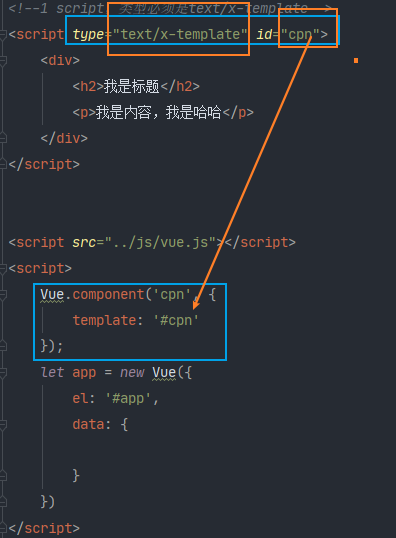 <!--1 script 类型必须是text/x-template-->
<script type="text/x-template" id="cpn">
<div>
<h2>我是标题</h2>
<p>我是内容，我是哈哈</p>
</div>
</script>
<script src="../js/vue.js"></script>
<script>
Vue.component('cpn', {
template: '#cpn'
});
let app = new Vue({
el: '#app',
data: {
}
})
</script>